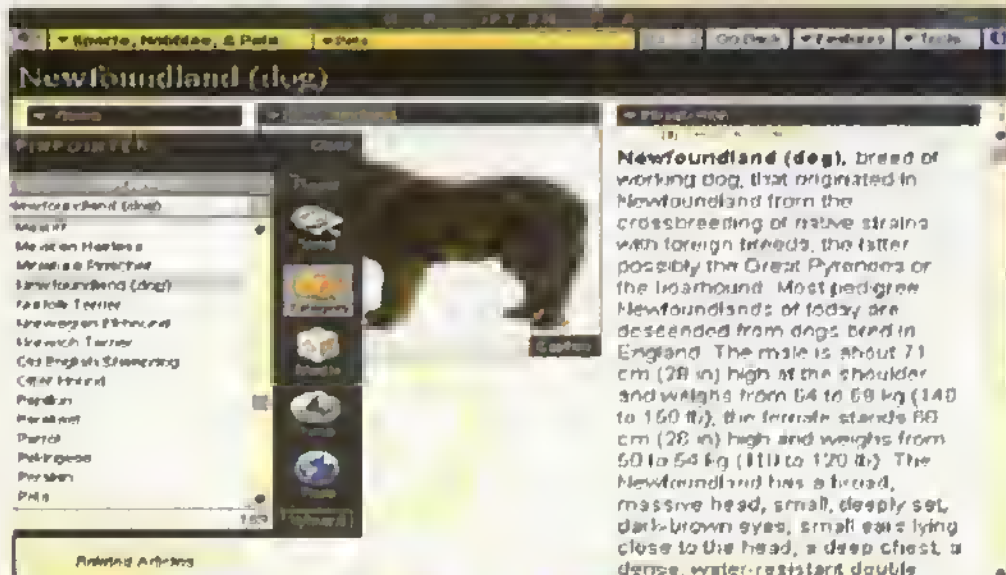 Sports, Hobbies, & Pets
Pets
Go Back
Features
Tools
Newfoundland (dog)
PINPOINTER
Close
Newfoundland (dog)
Mastiff
Mexican Hairless
Miniature Pinscher
Newfoundland (dog)
Norfolk Terrier
Norwegian Elkhound
Norwich Terrier
Old English Sheepdog
Otter Hound
Papillon
Parakeet
Parrot
Pekingese
Persian
Pets
Category
Media
Time
Place
Caption
Related Articles
Newfoundland (dog), breed of
working dog, that originated in
Newfoundland from the
crossbreeding of native strains
with foreign breeds, the latter
possibly the Great Pyrenees or
the boarhound. Most pedigree
Newfoundlands of today are
descended from dogs bred in
England. The male is about 71
cm (28 in) high at the shoulder
and weighs from 64 to 68 kg (140
to 150 lb), the female stands 66
cm (26 in) high and weighs from
50 to 54 kg (110 to 120 lb). The
Newfoundland has a broad,
massive head, small, deeply set,
dark-brown eyes, small ears lying
close to the head, a deep chest, a
dense, water-resistant double